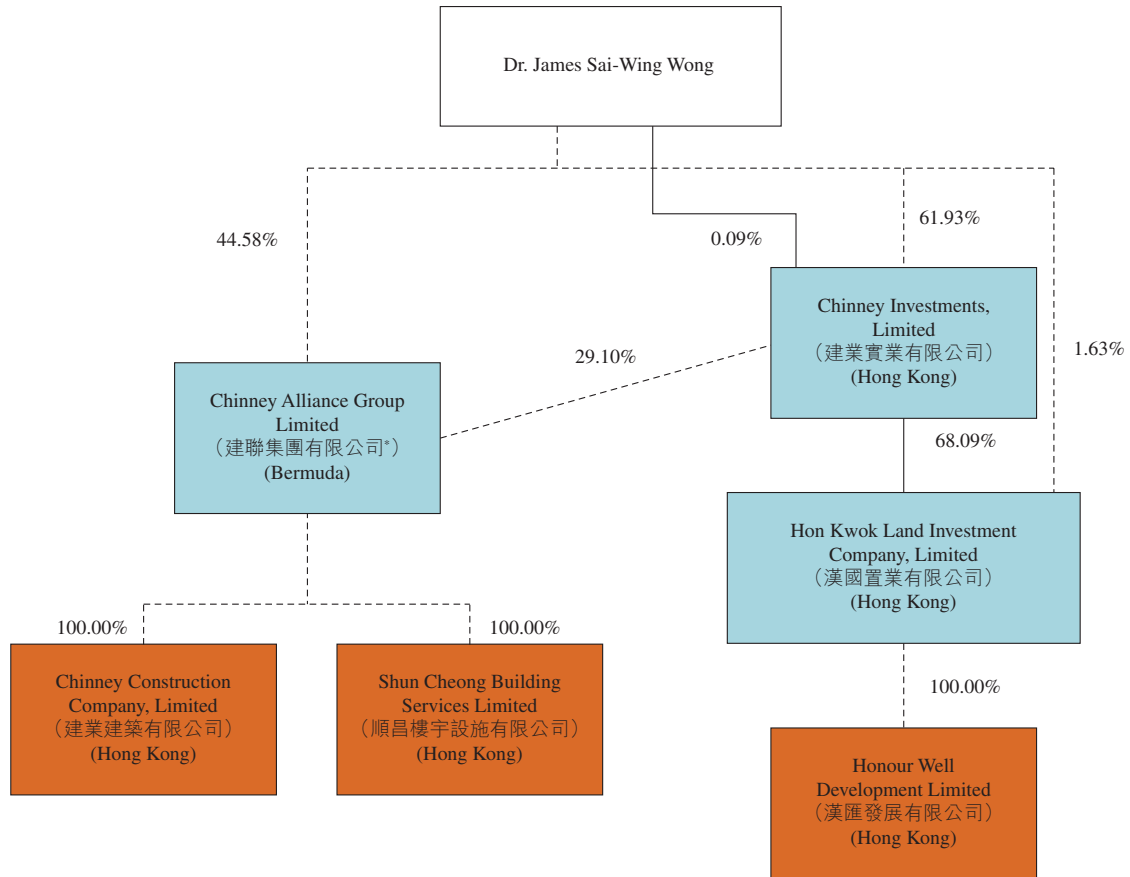 Dr. James Sai-Wing Wong
44.58%
0.09%
61.93%
1.63%
29.10%
Chinney Investments,
Limited
（建業實業有限公司）
(Hong Kong)
Chinney Alliance Group
Limited
（建聯集團有限公司*）
(Bermuda)
68.09%
Hon Kwok Land Investment
Company, Limited
（漢國置業有限公司）
(Hong Kong)
100.00%
100.00%
Chinney Construction
Company, Limited
（建業建築有限公司）
(Hong Kong)
Shun Cheong Building
Services Limited
（順昌樓宇設施有限公司）
(Hong Kong)
100.00%
Honour Well
Development Limited
（漢匯發展有限公司）
(Hong Kong)